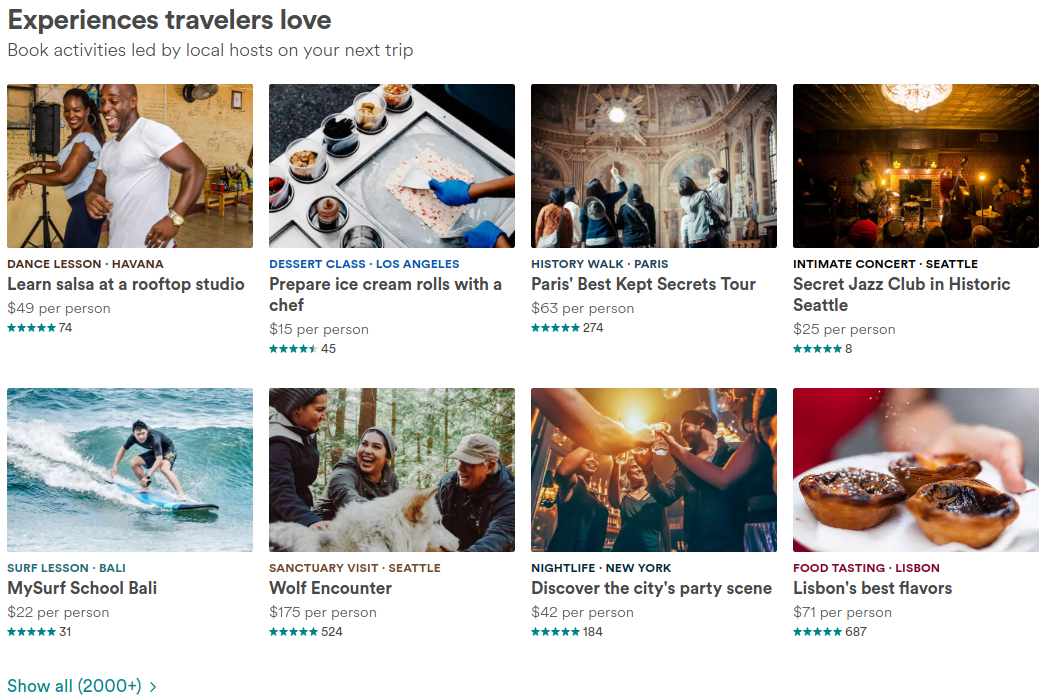 Experiences travelers love
Book activities led by local hosts on your next trip
DANCE LESSON · HAVANA
Learn salsa at a rooftop studio
$49 per person
74
DESSERT CLASS · LOS ANGELES
Prepare ice cream rolls with a
chef
$15 per person
45
HISTORY WALK · PARIS
Paris' Best Kept Secrets Tour
$63 per person
274
INTIMATE CONCERT · SEATTLE
Secret Jazz Club in Historic
Seattle
$25 per person
8
SURF LESSON · BALI
MySurf School Bali
$22 per person
31
SANCTUARY VISIT · SEATTLE
Wolf Encounter
$175 per person
524
NIGHTLIFE · NEW YORK
Discover the city's party scene
$42 per person
184
FOOD TASTING · LISBON
Lisbon's best flavors
$71 per person
687
Show all (2000+) >